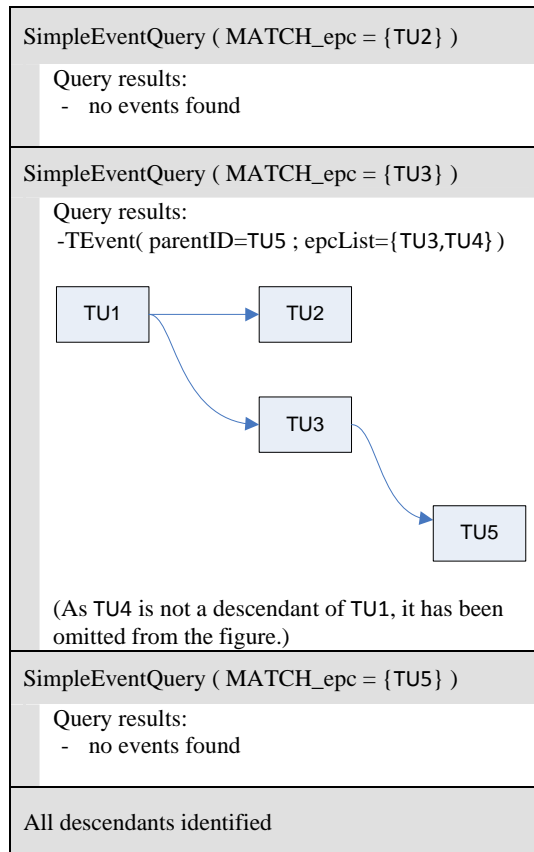 SimpleEventQuery ( MATCH_epc = {TU2} )
Query results:
- no events found
SimpleEventQuery ( MATCH_epc = {TU3} )
Query results:
-TEvent( parentID=TU5 ; epcList={TU3,TU4} )
TU1
TU2
TU3
TU5
(As TU4 is not a descendant of TU1, it has been
omitted from the figure.)
SimpleEventQuery ( MATCH_epc = {TU5} )
Query results:
- no events found
All descendants identified